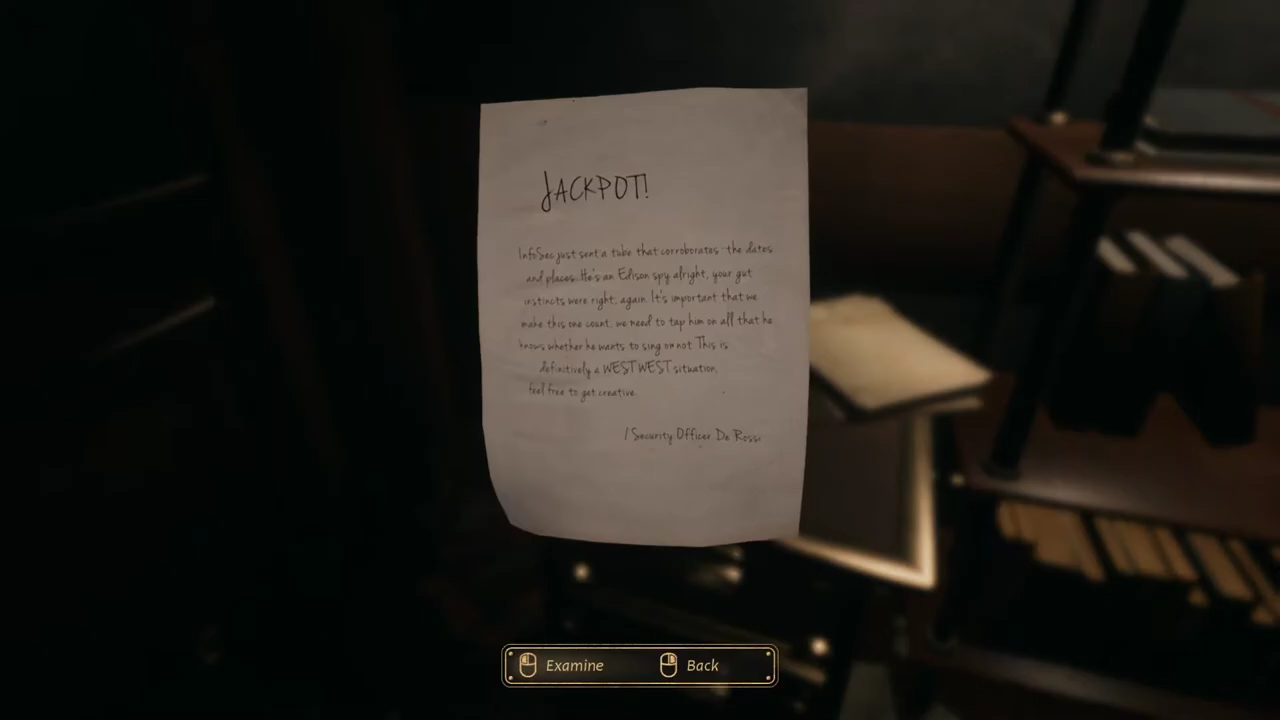 JACKPOT!
InfoSec just sent a tube that corroborates the dates
and places. He's an Edison spy alright, your gut
instincts were right, again. It's important that we
make this one count, we need to tap him on all that he
knows whether he wants to sing or not. This is
definitively a WEST WEST situation,
feel free to get creative.
/Security Officer De Rossi
Examine
Back